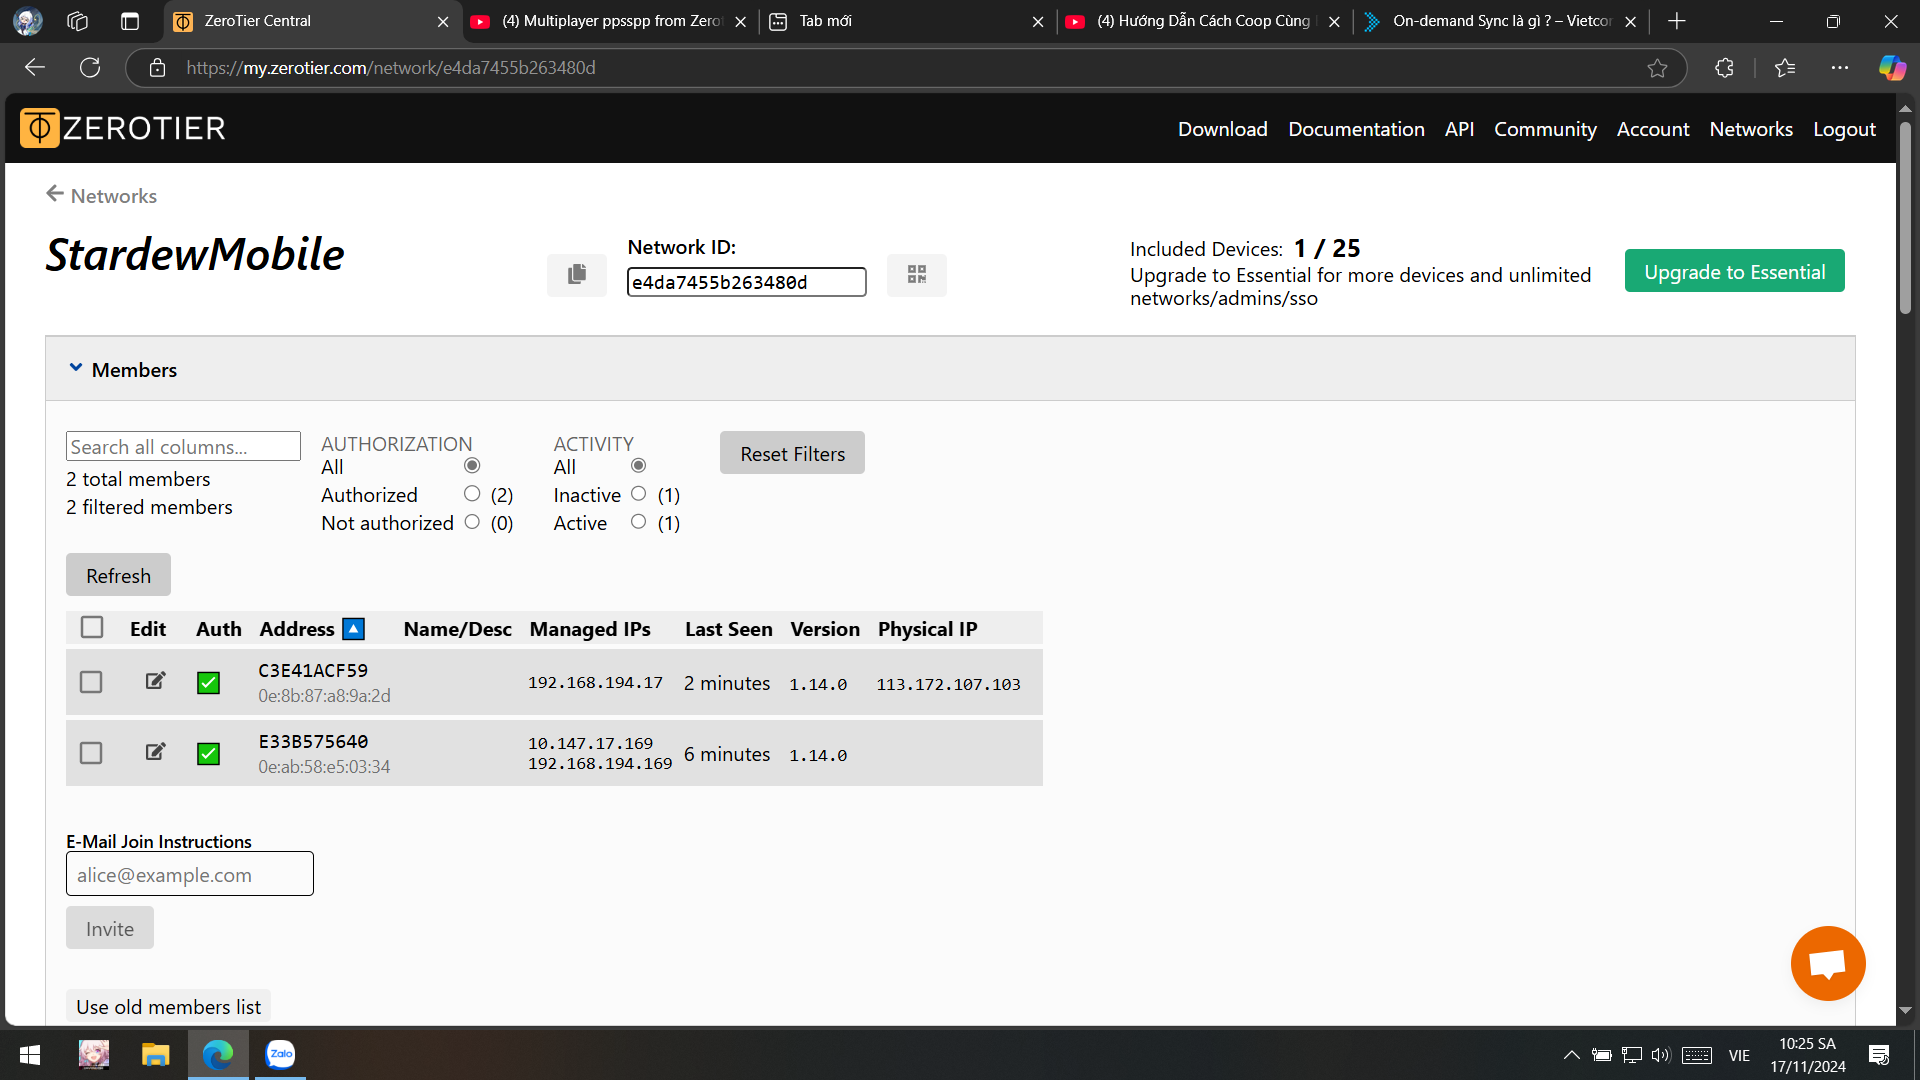 ZeroTier Central
(4) Multiplayer ppsspp from Zero
Tab mới
(4) Hướng Dẫn Cách Coop Cùng
On-demand Sync là gì ? – Vietcor
https://my.zerotier.com/network/e4da7455b263480d
ZEROTIER
Download
Documentation
API
Community
Account
Networks
Logout
Networks
StardewMobile
Network ID:
e4da7455b263480d
Included Devices: 1 / 25
Upgrade to Essential for more devices and unlimited
networks/admins/sso
Upgrade to Essential
Members
Search all columns...
2 total members
2 filtered members
AUTHORIZATION
All
Authorized (2)
Not authorized (0)
ACTIVITY
All
Inactive (1)
Active (1)
Reset Filters
Refresh
Edit Auth Address Name/Desc Managed IPs Last Seen Version Physical IP
C3E41ACF59
0e:8b:87:a8:9a:2d
192.168.194.17 2 minutes 1.14.0 113.172.107.103
E33B575640
0e:ab:58:e5:03:34
10.147.17.169
192.168.194.169
6 minutes 1.14.0
E-Mail Join Instructions
alice@example.com
Invite
Use old members list
Zalo
VIE
10:25 SA
17/11/2024